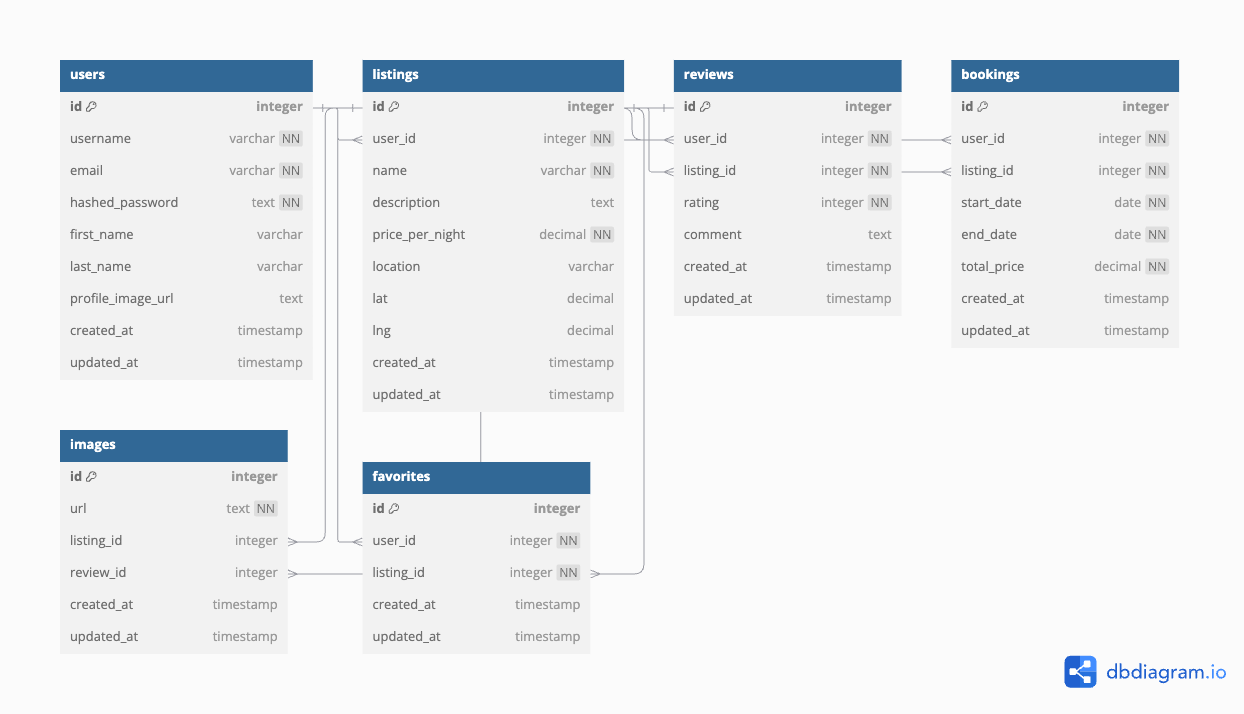 users
id integer
username varchar NN
email varchar NN
hashed_password text NN
first_name varchar
last_name varchar
profile_image_url text
created_at timestamp
updated_at timestamp
listings
id integer
user_id integer NN
name varchar NN
description text
price_per_night decimal NN
location varchar
lat decimal
lng decimal
created_at timestamp
updated_at timestamp
reviews
id integer
user_id integer NN
listing_id integer NN
rating integer NN
comment text
created_at timestamp
updated_at timestamp
bookings
id integer
user_id integer NN
listing_id integer NN
start_date date NN
end_date date NN
total_price decimal NN
created_at timestamp
updated_at timestamp
images
id integer
url text NN
listing_id integer
review_id integer
created_at timestamp
updated_at timestamp
favorites
id integer
user_id integer NN
listing_id integer NN
created_at timestamp
updated_at timestamp
dbdiagram.io